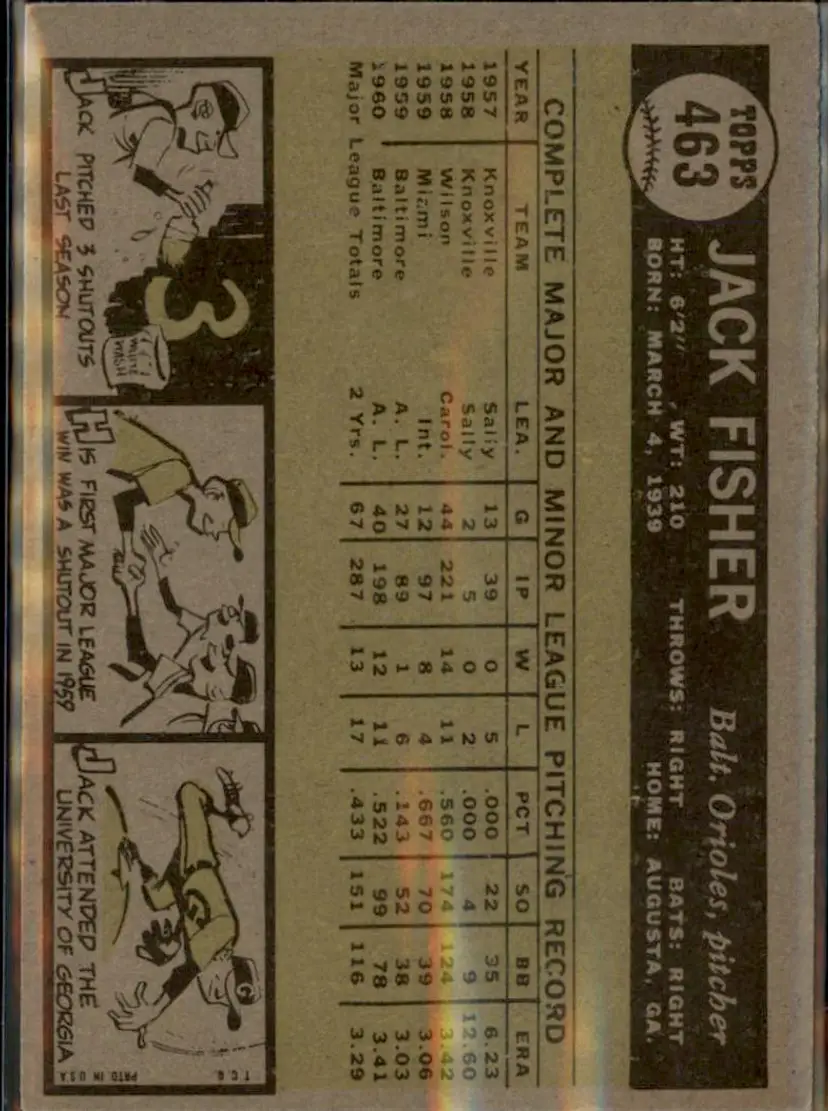 TOPPS
463
JACK FISHER Balt. Orioles, pitcher
HT: 6'2" WT: 210 THROWS: RIGHT BATS: RIGHT
BORN: MARCH 4, 1939 HOME: AUGUSTA, GA.
COMPLETE MAJOR AND MINOR LEAGUE PITCHING RECORD
YEAR TEAM LEA. G IP W L PCT SO BB ERA
1957 Knoxville Sally 13 39 0 5 .000 22 35 6.23
1958 Knoxville Sally 2 5 0 2 .000 4 9 12.60
1958 Wilson Carol. 44 221 14 11 .560 174 124 3.42
1959 Miami Int. 12 97 8 4 .667 70 39 3.06
1959 Baltimore A. L. 27 89 1 6 .143 52 38 3.03
1960 Baltimore A. L. 40 198 12 11 .522 99 78 3.41
Major League Totals 2 Yrs. 67 287 13 17 .433 151 116 3.29
3
WHITE
WASH
JACK PITCHED 3 SHUTOUTS
LAST SEASON
HIS FIRST MAJOR LEAGUE
WIN WAS A SHUTOUT IN 1959
G
G
JACK ATTENDED THE
UNIVERSITY OF GEORGIA
T.C.G. PRTD IN U.S.A.